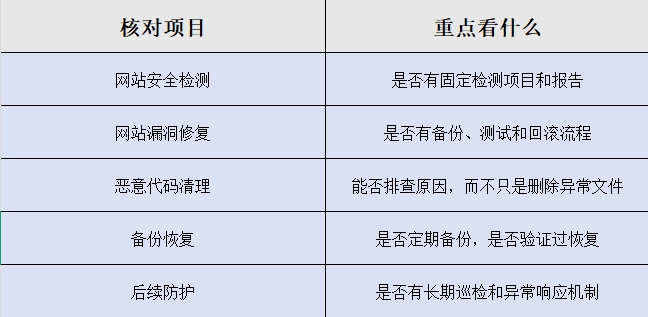 核对项目 重点看什么
网站安全检测 是否有固定检测项目和报告
网站漏洞修复 是否有备份、测试和回滚流程
恶意代码清理 能否排查原因，而不只是删除异常文件
备份恢复 是否定期备份，是否验证过恢复
后续防护 是否有长期巡检和异常响应机制